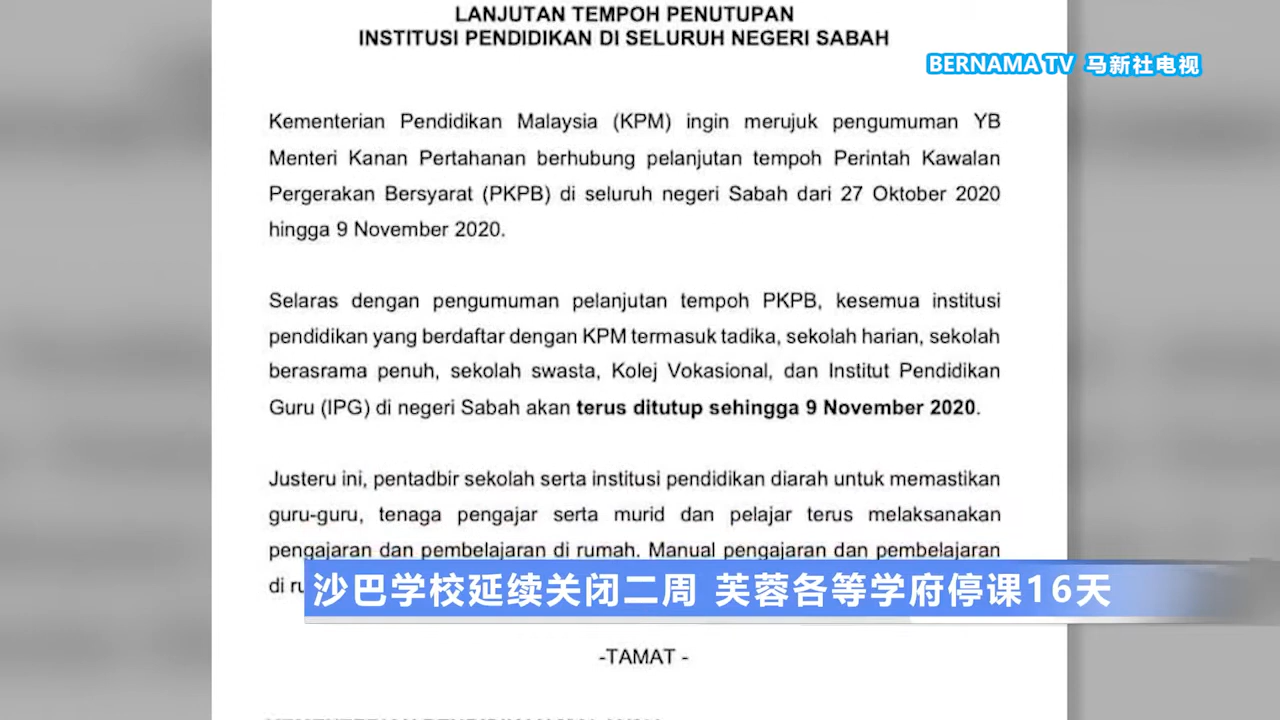 LANJUTAN TEMPOH PENUTUPAN
INSTITUSI PENDIDIKAN DI SELURUH NEGERI SABAH
BERNAMA TV 马新社电视
Kementerian Pendidikan Malaysia (KPM) ingin merujuk pengumuman YB
Menteri Kanan Pertahanan berhubung pelanjutan tempoh Perintah Kawalan
Pergerakan Bersyarat (PKPB) di seluruh negeri Sabah dari 27 Oktober 2020
hingga 9 November 2020.
Selaras dengan pengumuman pelanjutan tempoh PKPB, kesemua institusi
pendidikan yang berdaftar dengan KPM termasuk tadika, sekolah harian, sekolah
berasrama penuh, sekolah swasta, Kolej Vokasional, dan Institut Pendidikan
Guru (IPG) di negeri Sabah akan terus ditutup sehingga 9 November 2020.
Justeru ini, pentadbir sekolah serta institusi pendidikan diarah untuk memastikan
guru-guru, tenaga pengajar serta murid dan pelajar terus melaksanakan
pengajaran dan pembelajaran di rumah. Manual pengajaran dan pembelajaran
di
沙巴学校延续关闭二周 芙蓉各等学府停课16天
-TAMAT -